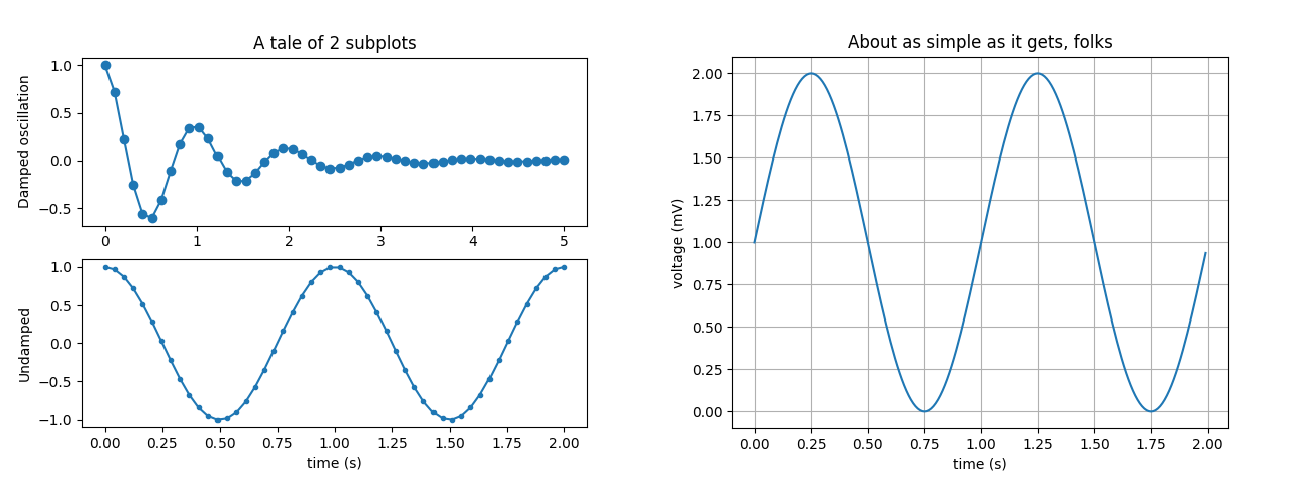 A tale of 2 subplots
Damped oscillation
1.0
0.5
0.0
−0.5
0 1 2 3 4 5
Undamped
1.0
0.5
0.0
−0.5
−1.0
0.00 0.25 0.50 0.75 1.00 1.25 1.50 1.75 2.00
time (s)
About as simple as it gets, folks
voltage (mV)
2.00
1.75
1.50
1.25
1.00
0.75
0.50
0.25
0.00
0.00 0.25 0.50 0.75 1.00 1.25 1.50 1.75 2.00
time (s)